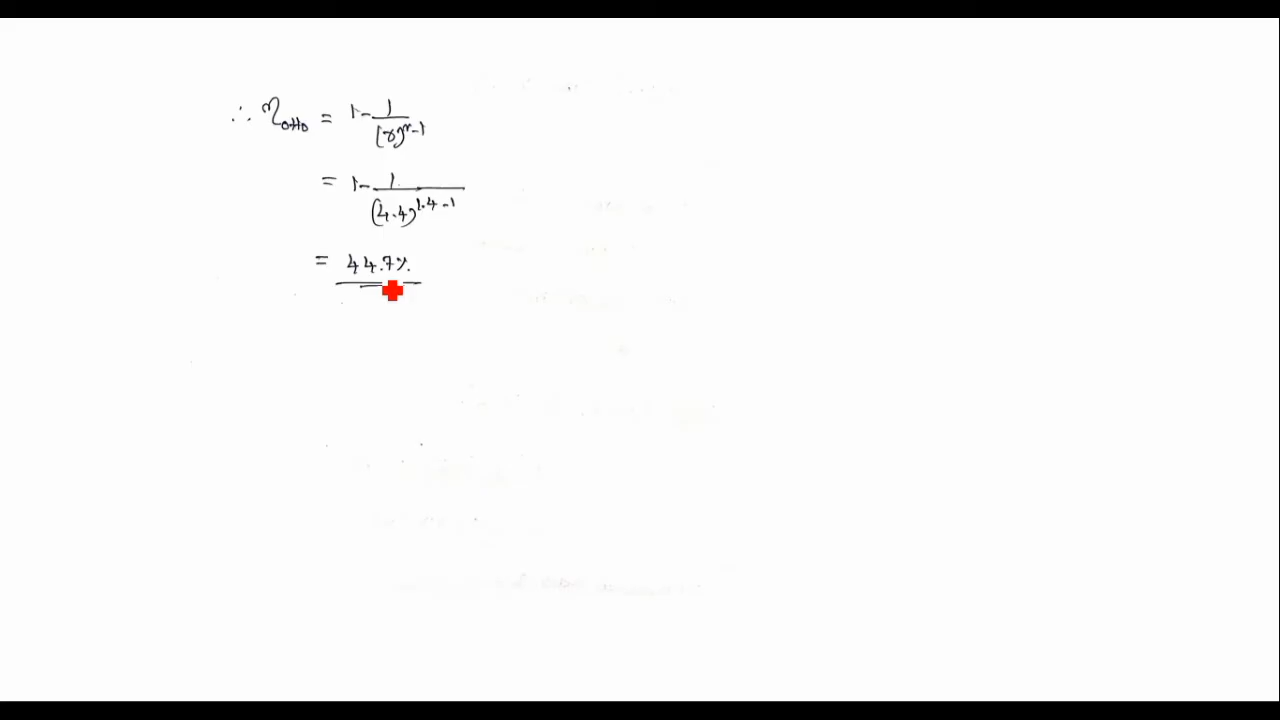 ∴ η_otto = 1 - 1/(r)^γ-1
= 1 - 1/(4.4)^1.4-1
= 44.7%